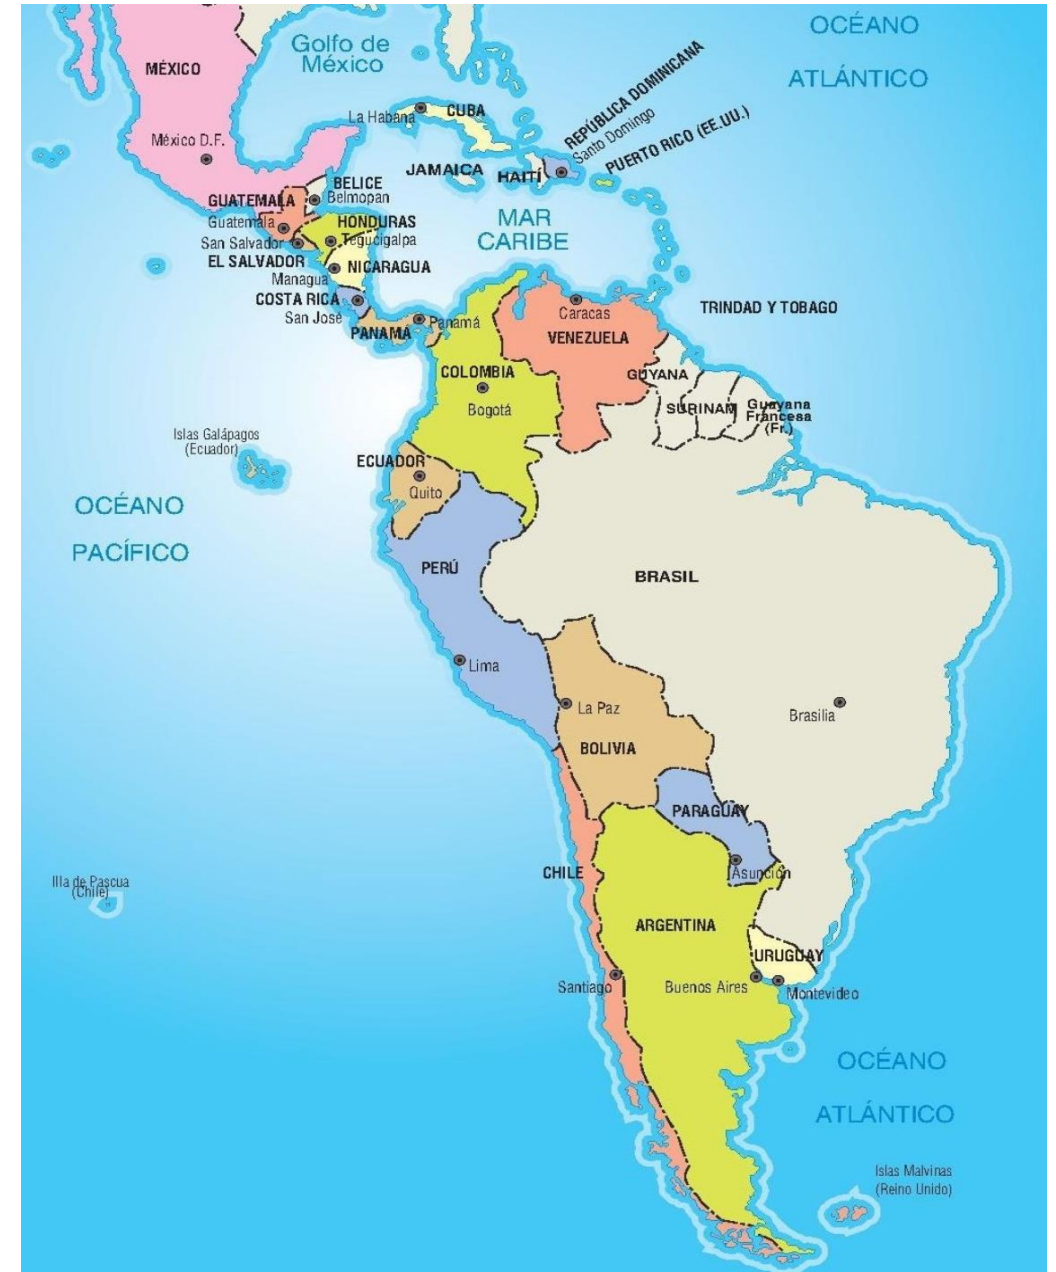 OCÉANO
ATLÁNTICO
Golfo de
México
MÉXICO
México D.F.
La Habana
CUBA
REPÚBLICA DOMINICANA
Santo Domingo
PUERTO RICO (EE.UU.)
JAMAICA
HAITÍ
BELICE
Belmopan
GUATEMALA
Guatemala
HONDURAS
Tegucigalpa
San Salvador
EL SALVADOR
NICARAGUA
Managua
MAR
CARIBE
COSTA RICA
San José
PANAMÁ
Panamá
TRINDAD Y TOBAGO
Caracas
VENEZUELA
COLOMBIA
Bogotá
GUYANA
SURINAM
Guayana
Francesa
(Fr.)
Islas Galápagos
(Ecuador)
ECUADOR
Quito
OCÉANO
PACÍFICO
PERÚ
BRASIL
Lima
La Paz
Brasilia
BOLIVIA
PARAGUAY
Asunción
CHILE
Illa de Pascua
(Chile)
ARGENTINA
URUGUAY
Santiago
Buenos Aires
Montevideo
OCÉANO
ATLÁNTICO
Islas Malvinas
(Reino Unido)